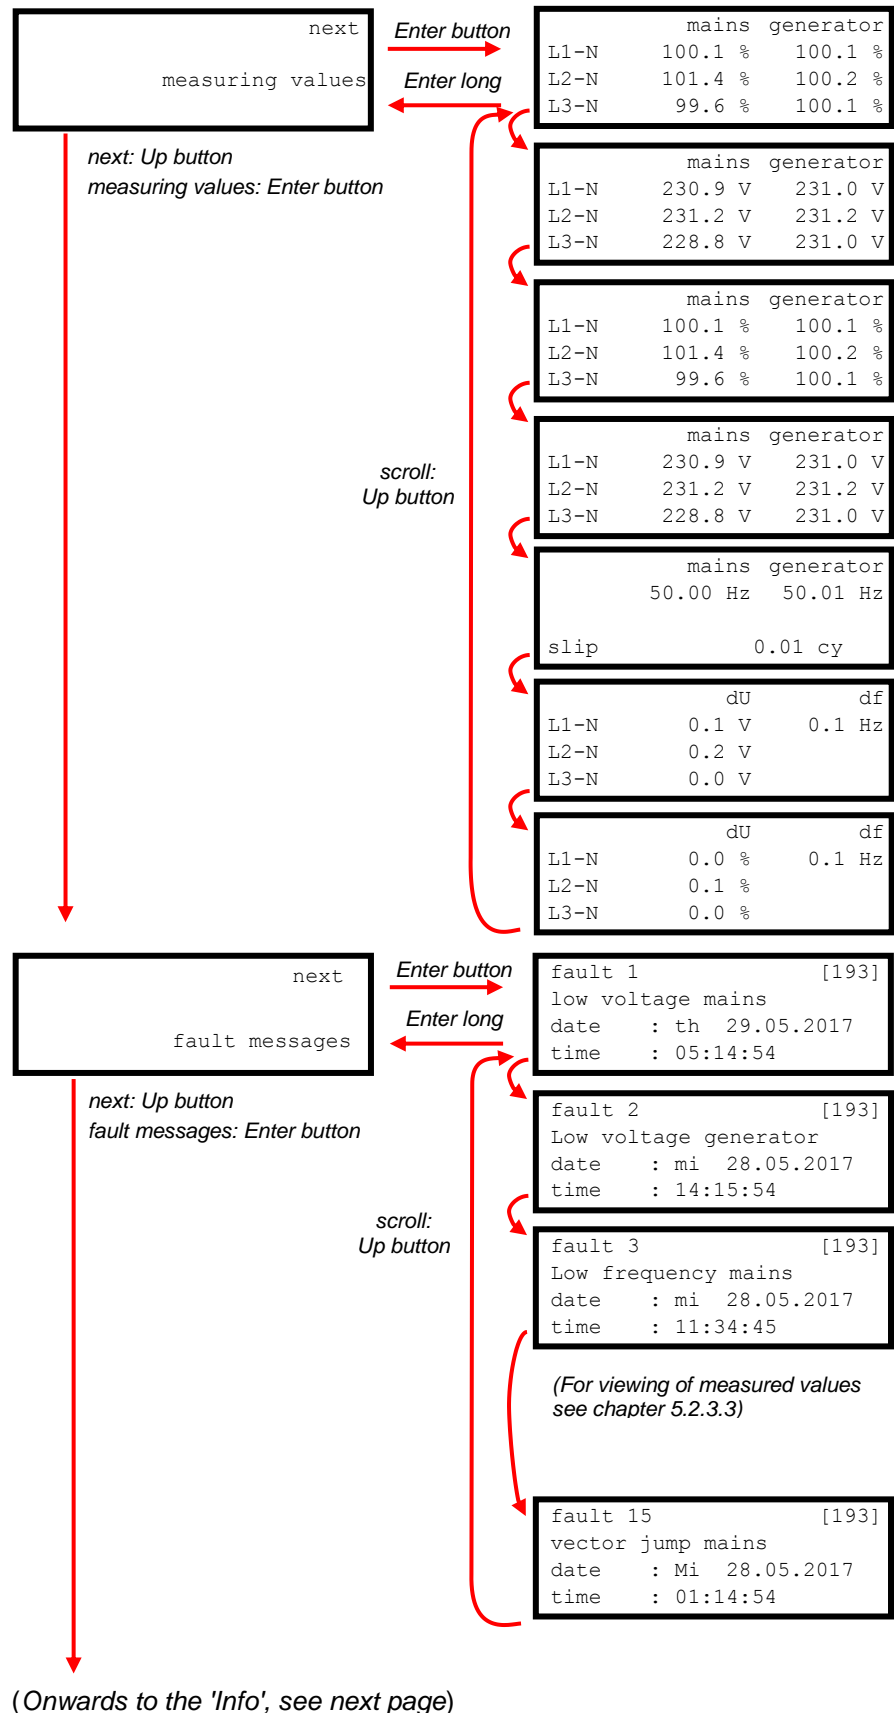 next
measuring values
Enter button
Enter long
mains generator
L1-N 100.1 % 100.1 %
L2-N 101.4 % 100.2 %
L3-N 99.6 % 100.1 %
next: Up button
measuring values: Enter button
mains generator
L1-N 230.9 V 231.0 V
L2-N 231.2 V 231.2 V
L3-N 228.8 V 231.0 V
mains generator
L1-N 100.1 % 100.1 %
L2-N 101.4 % 100.2 %
L3-N 99.6 % 100.1 %
scroll:
Up button
mains generator
L1-N 230.9 V 231.0 V
L2-N 231.2 V 231.2 V
L3-N 228.8 V 231.0 V
mains generator
50.00 Hz 50.01 Hz
slip 0.01 cy
dU df
L1-N 0.1 V 0.1 Hz
L2-N 0.2 V
L3-N 0.0 V
dU df
L1-N 0.0 % 0.1 Hz
L2-N 0.1 %
L3-N 0.0 %
next
fault messages
Enter button
Enter long
fault 1 [193]
low voltage mains
date : th 29.05.2017
time : 05:14:54
next: Up button
fault messages: Enter button
fault 2 [193]
Low voltage generator
date : mi 28.05.2017
time : 14:15:54
scroll:
Up button
fault 3 [193]
Low frequency mains
date : mi 28.05.2017
time : 11:34:45
(For viewing of measured values
see chapter 5.2.3.3)
fault 15 [193]
vector jump mains
date : Mi 28.05.2017
time : 01:14:54
(Onwards to the 'Info', see next page)